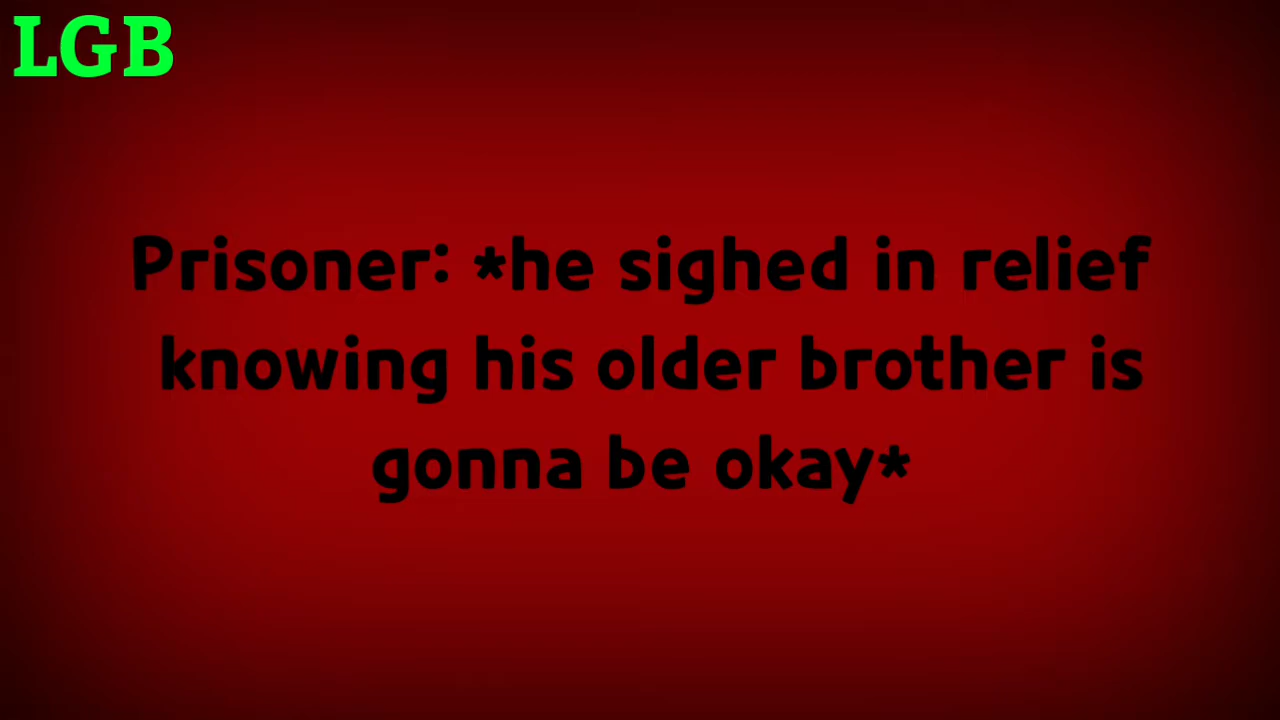 LGB
Prisoner: *he sighed in relief
knowing his older brother is
gonna be okay*